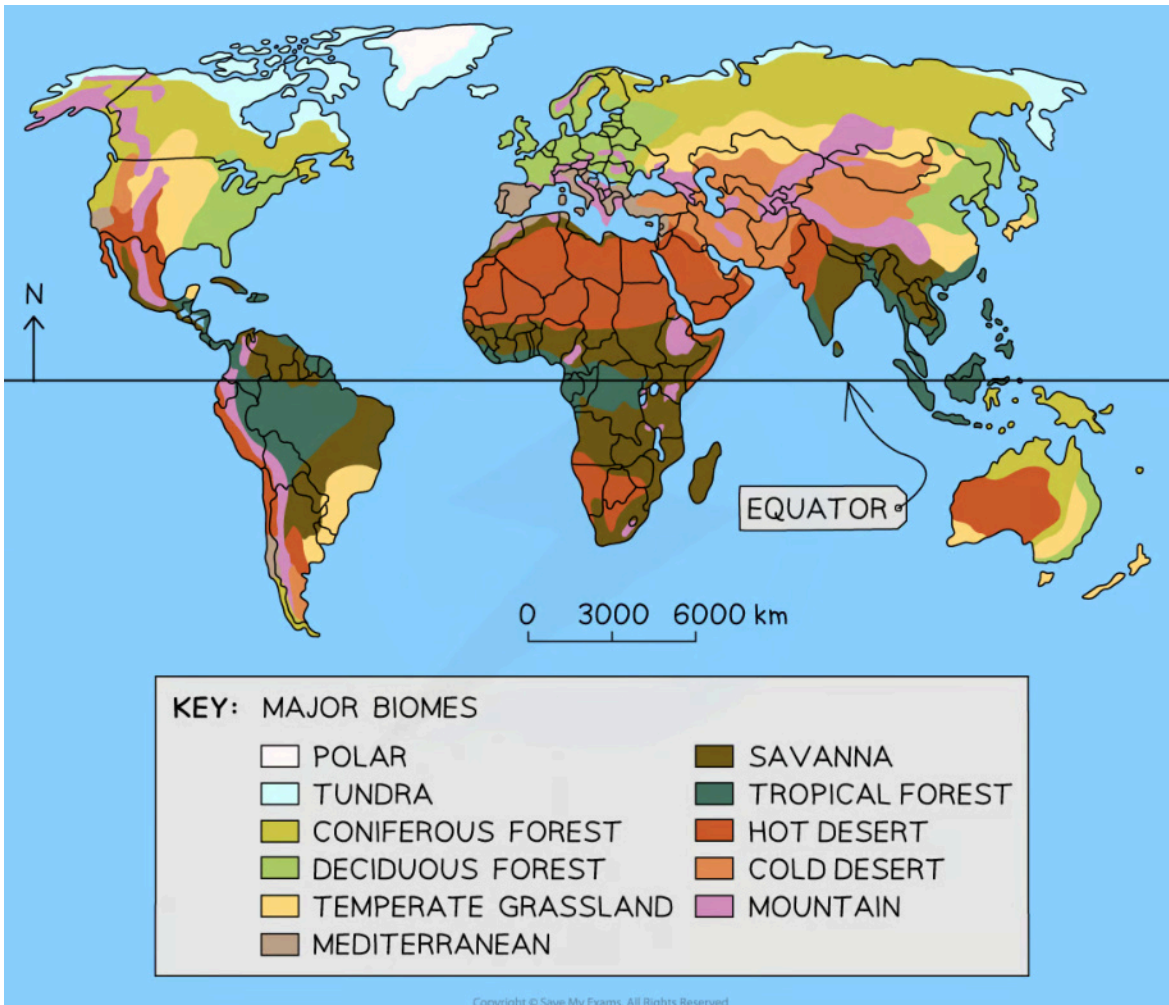 N
EQUATOR
0 3000 6000 km
KEY: MAJOR BIOMES
POLAR
TUNDRA
CONIFEROUS FOREST
DECIDUOUS FOREST
TEMPERATE GRASSLAND
MEDITERRANEAN
SAVANNA
TROPICAL FOREST
HOT DESERT
COLD DESERT
MOUNTAIN
Copyright © Save My Exams. All Rights Reserved